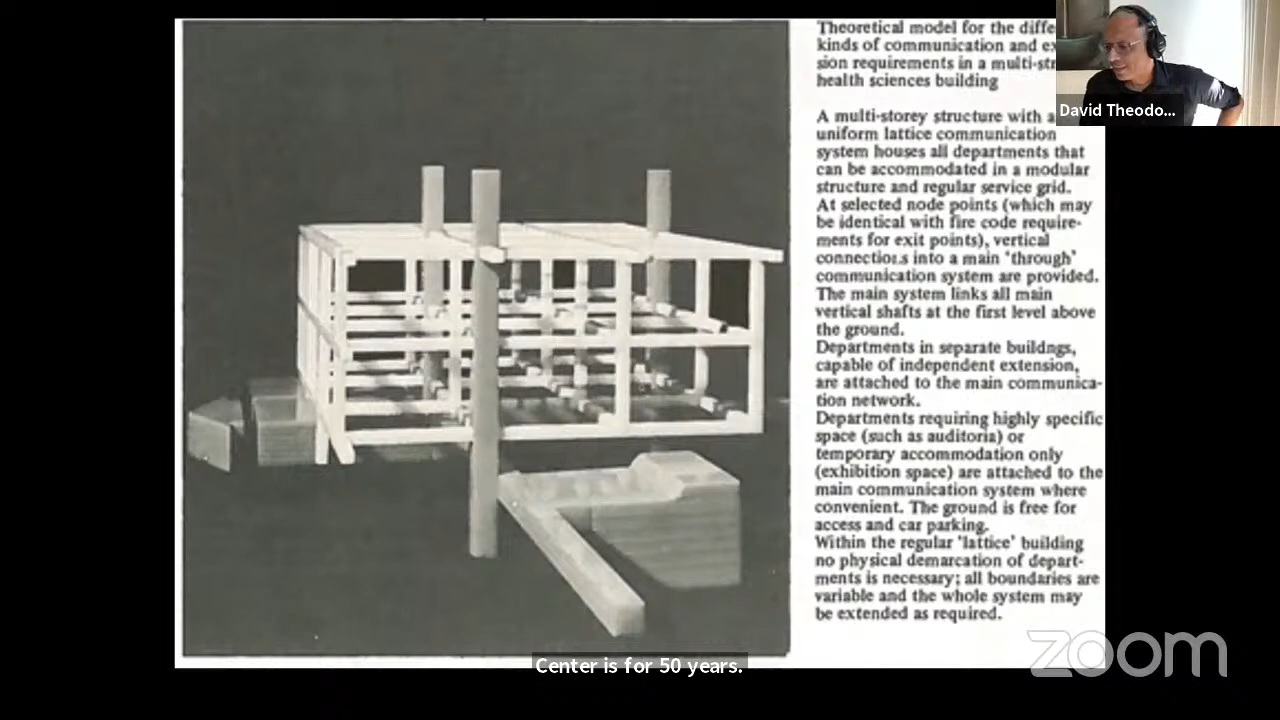 Theoretical model for the
kinds of communication and
sion requirements in a
health sciences building
A multi-storey structure with a
uniform lattice communication
system houses all departments that
can be accommodated in a modular
structure and regular service grid.
At selected node points (which may
be identical with fire code require-
ments for exit points), vertical
connections into a main 'through'
communication system are provided.
The main system links all main
vertical shafts at the first level above
the ground.
Departments in separate buildngs,
capable of independent extension,
are attached to the main communica-
tion network.
Departments requiring highly specific
space (such as auditoria) or
temporary accommodation only
(exhibition space) are attached to the
main communication system where
convenient. The ground is free for
access and car parking.
Within the regular 'lattice' building
no physical demarcation of depart-
ments is necessary; all boundaries are
variable and the whole system may
be extended as required.
David Theodo...
Center is for 50 years.
zoom